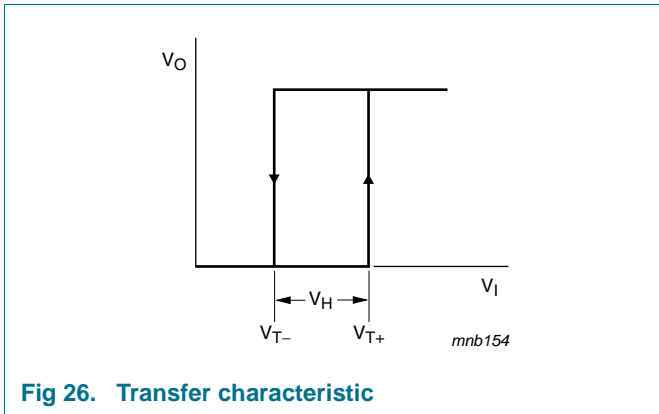 VO
VI
VH
VT−
VT+
mnb154
Fig 26. Transfer characteristic